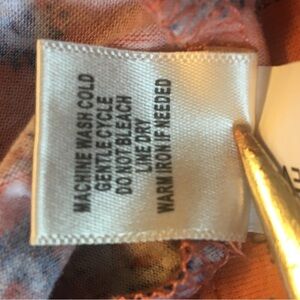 MACHINE WASH COLD
GENTLE CYCLE
DO NOT BLEACH
LINE DRY
WARM IRON IF NEEDED